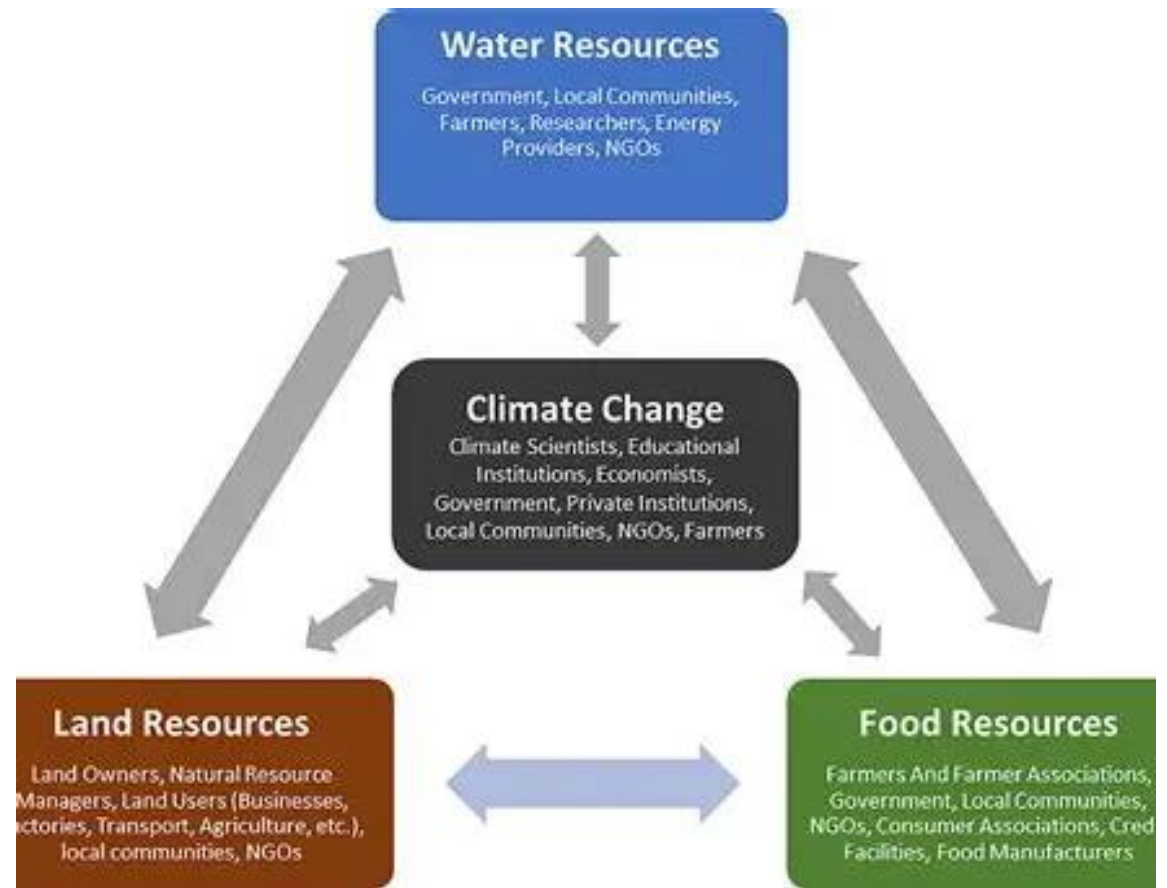 Water Resources
Government, Local Communities,
Farmers, Researchers, Energy
Providers, NGOs
Climate Change
Climate Scientists, Educational
Institutions, Economists,
Government, Private Institutions,
Local Communities, NGOs, Farmers
Land Resources
Land Owners, Natural Resource
Managers, Land Users (Businesses,
Transport, Agriculture, etc.),
local communities, NGOs
Food Resources
Farmers And Farmer Associations,
Government, Local Communities,
NGOs, Consumer Associations,
Facilities, Food Manufacturers